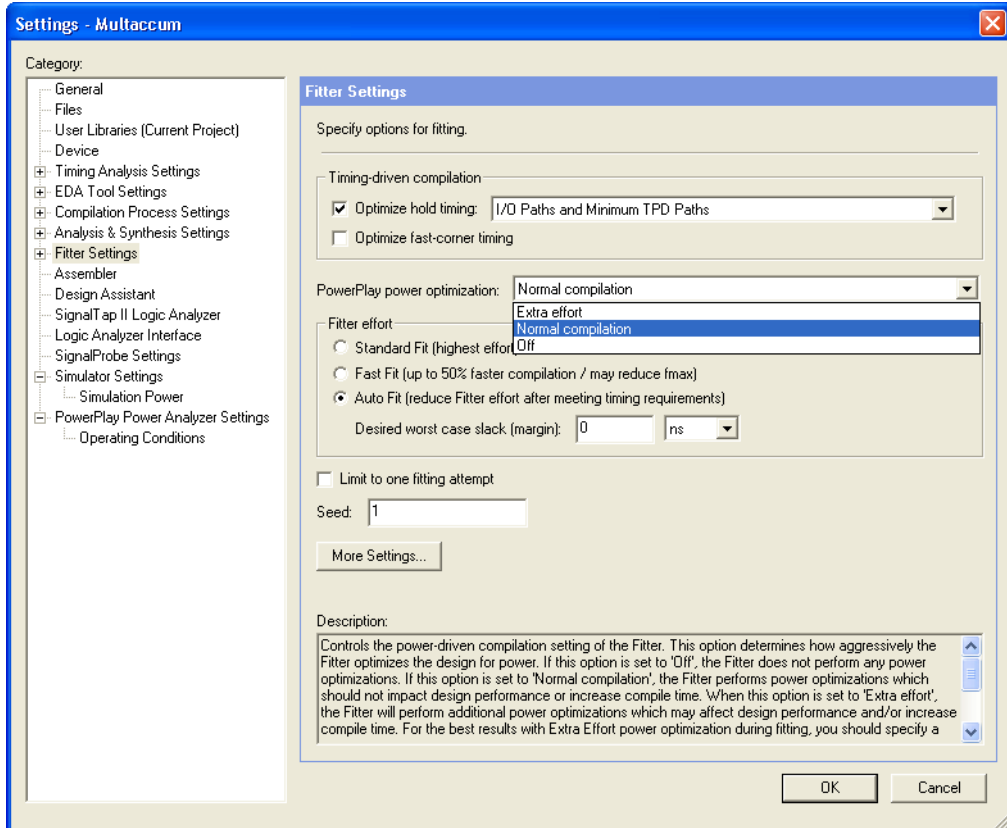 Settings - Multaccum
Category:
General
Files
User Libraries (Current Project)
Device
Timing Analysis Settings
EDA Tool Settings
Compilation Process Settings
Analysis & Synthesis Settings
Fitter Settings
Assembler
Design Assistant
SignalTap II Logic Analyzer
Logic Analyzer Interface
SignalProbe Settings
Simulator Settings
Simulation Power
PowerPlay Power Analyzer Settings
Operating Conditions
Fitter Settings
Specify options for fitting.
Timing-driven compilation
Optimize hold timing: I/O Paths and Minimum TPD Paths
Optimize fast-corner timing
PowerPlay power optimization: Normal compilation
Extra effort
Normal compilation
Off
Fitter effort
Standard Fit (highest effort
Fast Fit (up to 50% faster compilation / may reduce fmax)
Auto Fit (reduce Fitter effort after meeting timing requirements)
Desired worst case slack (margin): 0 ns
Limit to one fitting attempt
Seed: 1
More Settings...
Description:
Controls the power-driven compilation setting of the Fitter. This option determines how aggressively the
Fitter optimizes the design for power. If this option is set to 'Off', the Fitter does not perform any power
optimizations. If this option is set to 'Normal compilation', the Fitter performs power optimizations which
should not impact design performance or increase compile time. When this option is set to 'Extra effort',
the Fitter will perform additional power optimizations which may affect design performance and/or increase
compile time. For the best results with Extra Effort power optimization during fitting, you should specify a
OK
Cancel